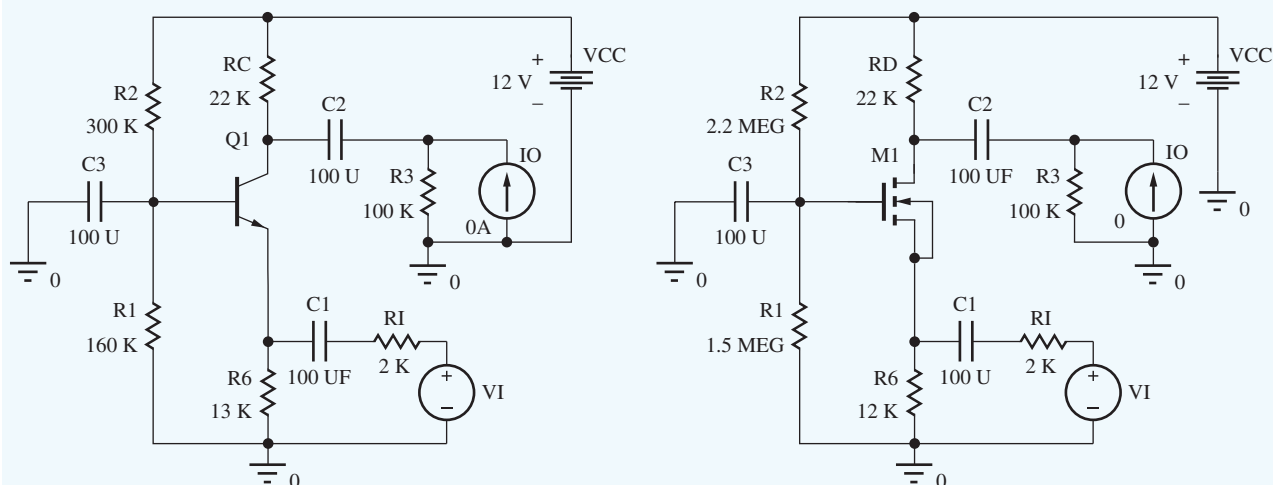 RC
22 K
R2
300 K
Q1
C2
100 U
C3
100 U
0
R3
100 K
IO
0A
0
+
VCC
12 V
–
R1
160 K
C1
100 UF
RI
2 K
R6
13 K
+
–
VI
0
RD
22 K
R2
2.2 MEG
M1
C2
100 UF
C3
100 U
0
R3
100 K
IO
0
0
+
VCC
12 V
–
0
R1
1.5 MEG
C1
100 U
RI
2 K
R6
12 K
+
–
VI
0